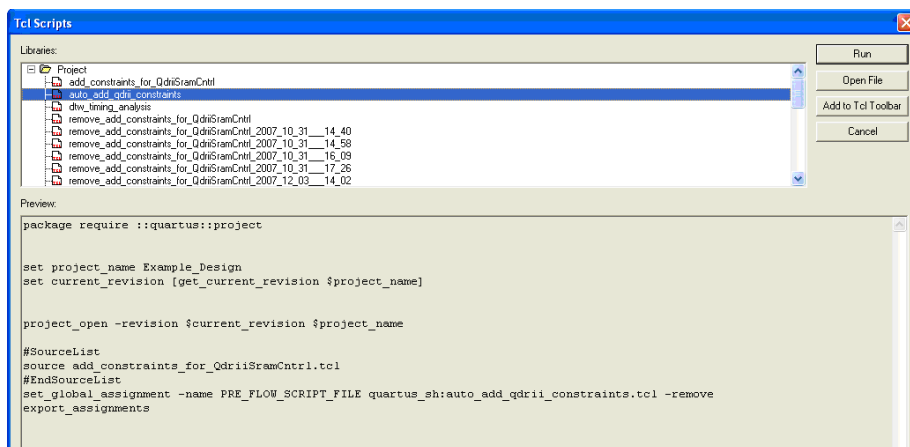 Tcl Scripts
Libraries:
Project
add_constraints_for_QdriiSramCntrl
auto_add_qdrii_constraints
dtw_timing_analysis
remove_add_constraints_for_QdriiSramCntrl
remove_add_constraints_for_QdriiSramCntrl_2007_10_31___14_40
remove_add_constraints_for_QdriiSramCntrl_2007_10_31___14_58
remove_add_constraints_for_QdriiSramCntrl_2007_10_31___16_09
remove_add_constraints_for_QdriiSramCntrl_2007_10_31___17_26
remove_add_constraints_for_QdriiSramCntrl_2007_12_03___14_02
Run
Open File
Add to Tcl Toolbar
Cancel
Preview:
package require ::quartus::project
set project_name Example_Design
set current_revision [get_current_revision $project_name]
project_open -revision $current_revision $project_name
#SourceList
source add_constraints_for_QdriiSramCntrl.tcl
#EndSourceList
set_global_assignment -name PRE_FLOW_SCRIPT_FILE quartus_sh:auto_add_qdrii_constraints.tcl -remove
export_assignments